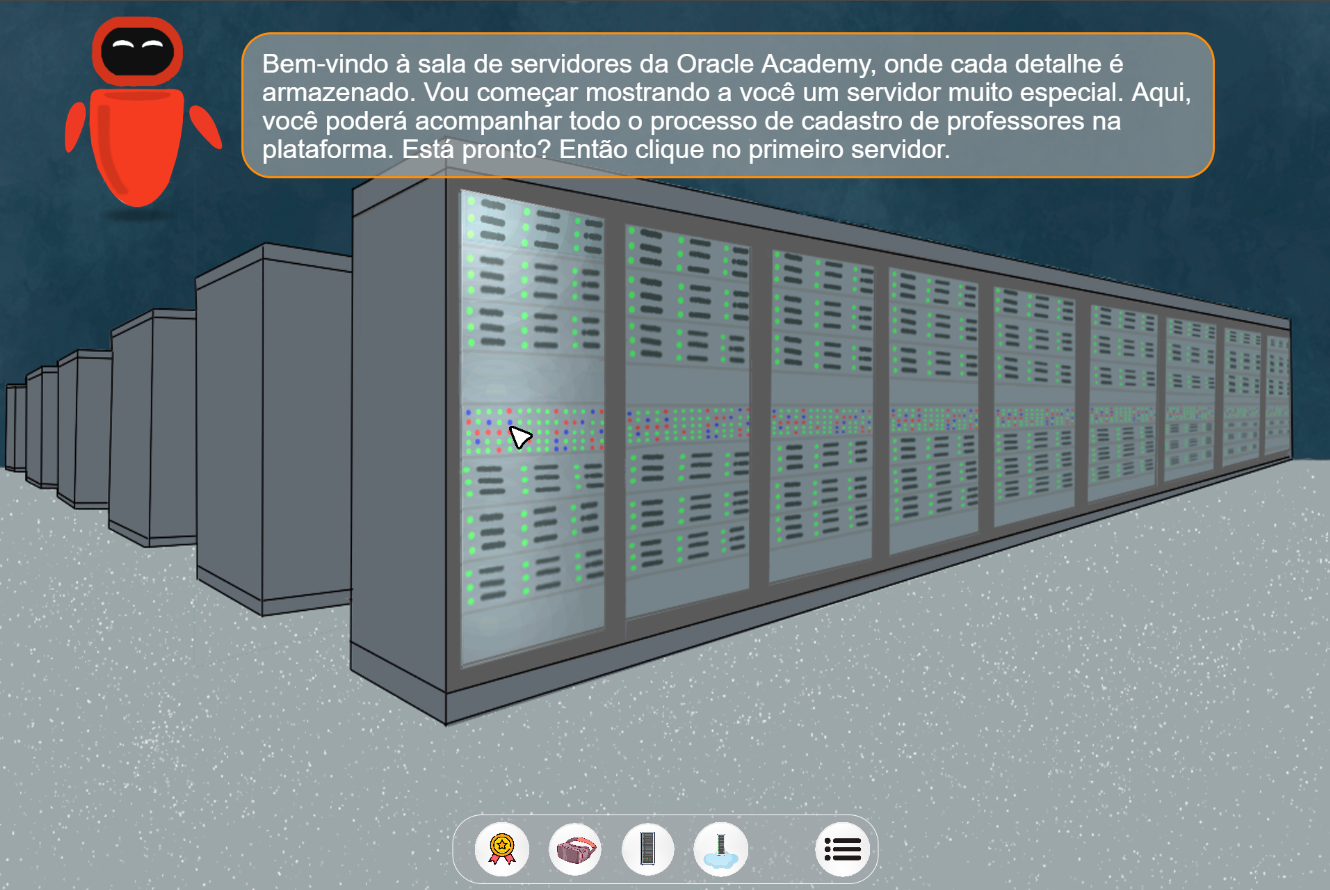 Bem-vindo à sala de servidores da Oracle Academy, onde cada detalhe é
armazenado. Vou começar mostrando a você um servidor muito especial. Aqui,
você poderá acompanhar todo o processo de cadastro de professores na
plataforma. Está pronto? Então clique no primeiro servidor.